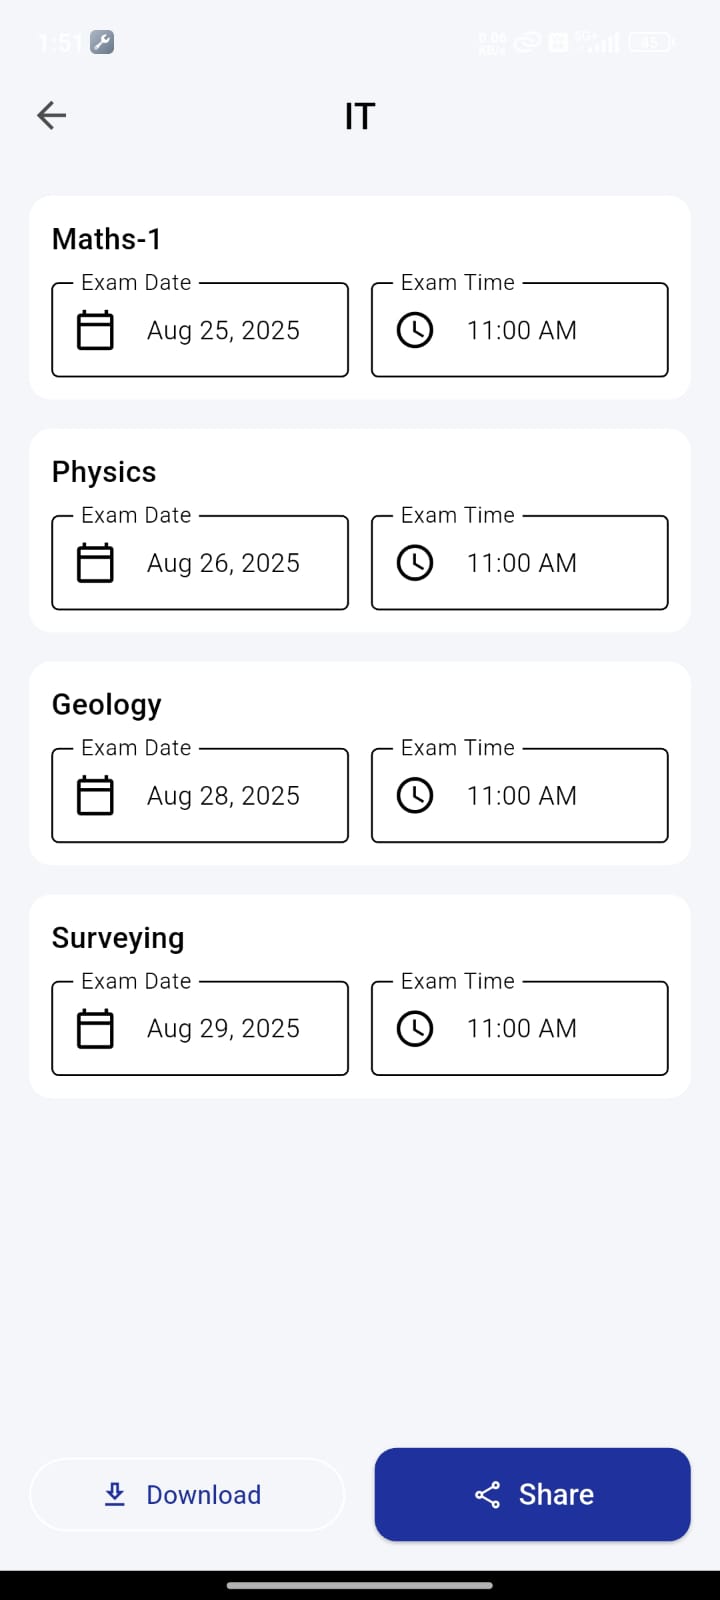 1:51
0.06
KB/s
5G+
45
IT
Maths-1
Exam Date
Exam Time
Aug 25, 2025
11:00 AM
Physics
Exam Date
Exam Time
Aug 26, 2025
11:00 AM
Geology
Exam Date
Exam Time
Aug 28, 2025
11:00 AM
Surveying
Exam Date
Exam Time
Aug 29, 2025
11:00 AM
Download
Share